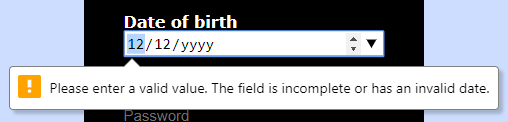 Date of birth
12/12/yyyy
Please enter a valid value. The field is incomplete or has an invalid date.
Password